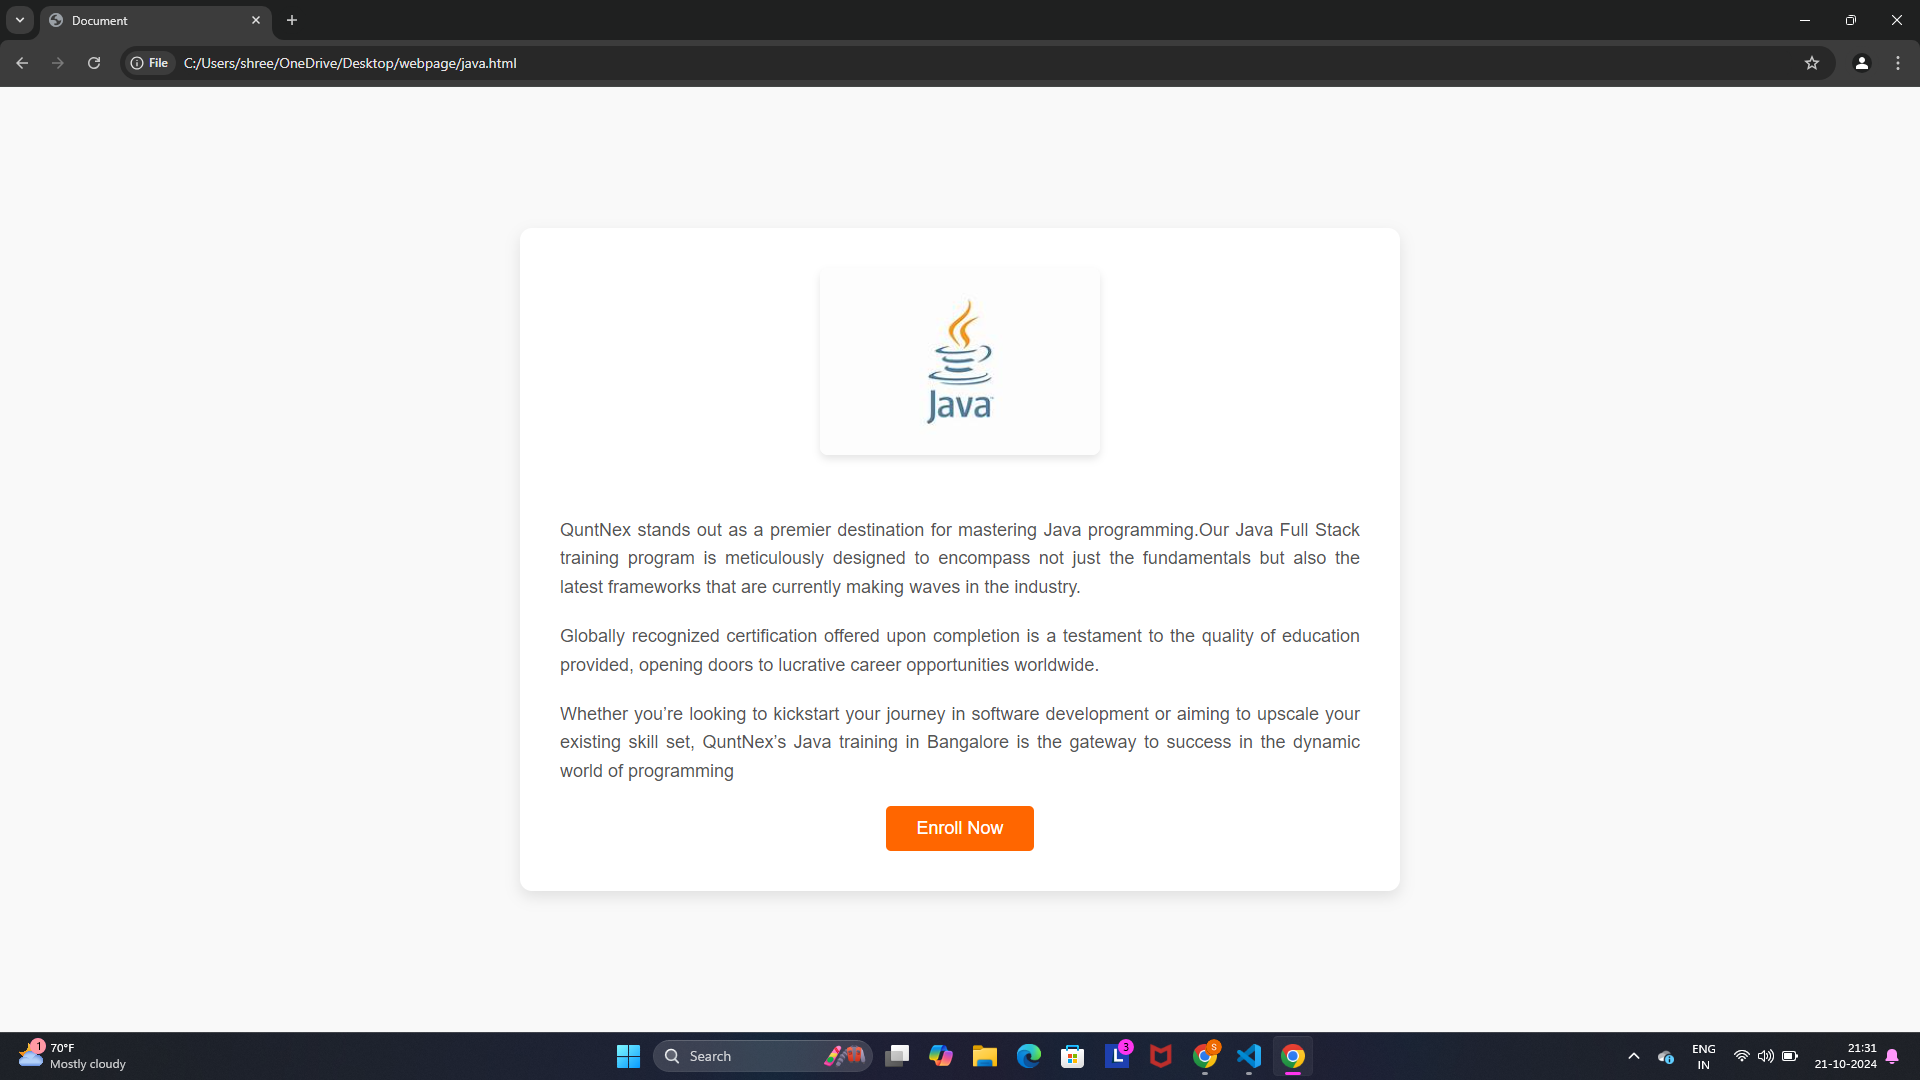 Document
File C:/Users/shree/OneDrive/Desktop/webpage/java.html
Java
QuntNex stands out as a premier destination for mastering Java programming.Our Java Full Stack
training program is meticulously designed to encompass not just the fundamentals but also the
latest frameworks that are currently making waves in the industry.
Globally recognized certification offered upon completion is a testament to the quality of education
provided, opening doors to lucrative career opportunities worldwide.
Whether you’re looking to kickstart your journey in software development or aiming to upscale your
existing skill set, QuntNex’s Java training in Bangalore is the gateway to success in the dynamic
world of programming
Enroll Now
1
70°F
Mostly cloudy
Search
L
3
S
ENG
IN
21:31
21-10-2024